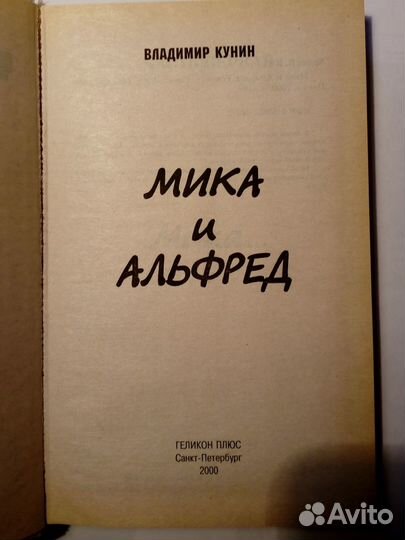 ВЛАДИМИР КУНИН
МИКА
и
АЛЬФРЕД
ГЕЛИКОН ПЛЮС
Санкт-Петербург
2000
Avito